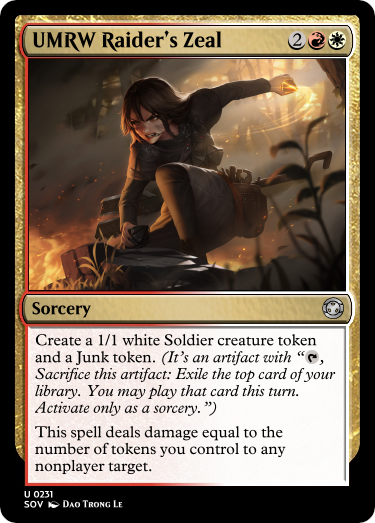 UMRW Raider's Zeal 2
Sorcery
Create a 1/1 white Soldier creature token
and a Junk token. (It's an artifact with “,
Sacrifice this artifact: Exile the top card of your
library. You may play that card this turn.
Activate only as a sorcery.”)
This spell deals damage equal to the
number of tokens you control to any
nonplayer target.
U 0231
SOV Dao Trong Le